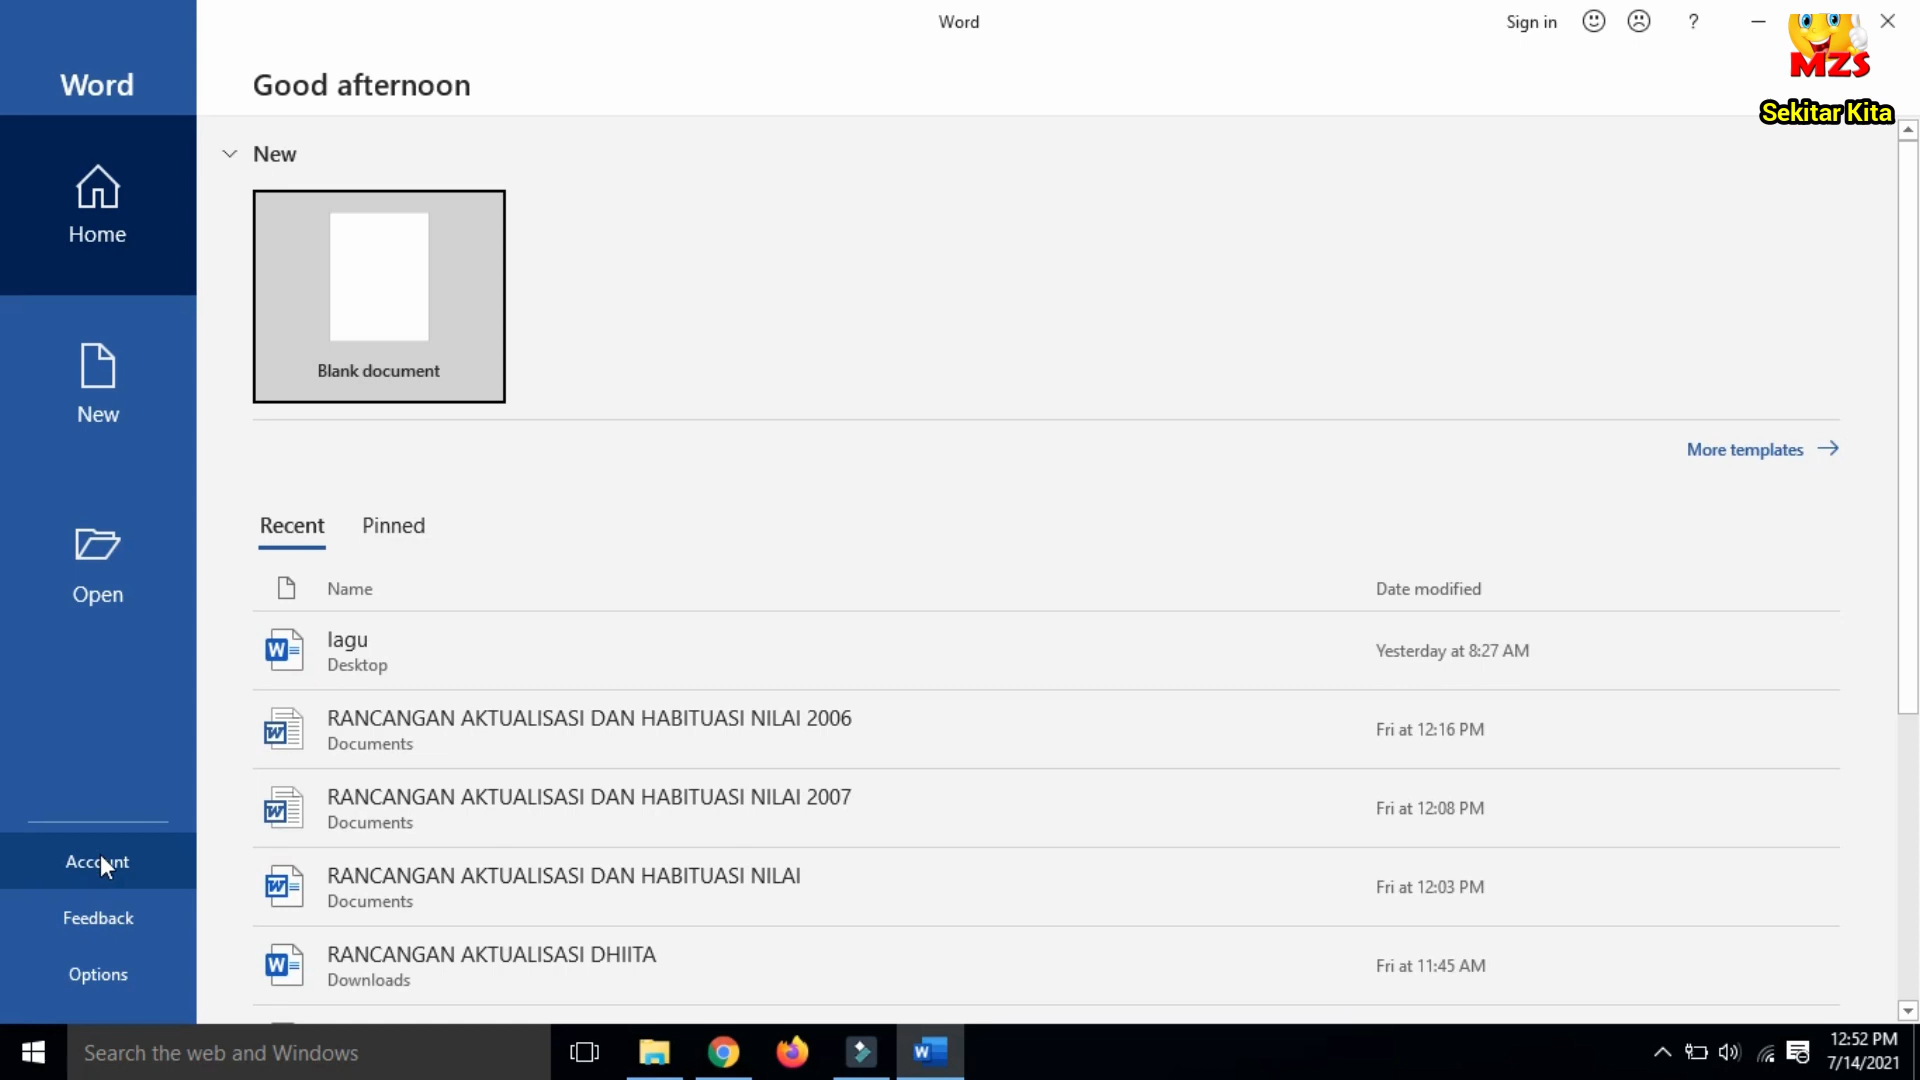 Word
Sign in
?
MZS
Sekitar Kita
Word
Good afternoon
Home
New
Open
Account
Feedback
Options
New
Blank document
More templates
Recent
Pinned
Name
Date modified
lagu
Desktop
Yesterday at 8:27 AM
RANCANGAN AKTUALISASI DAN HABITUASI NILAI 2006
Documents
Fri at 12:16 PM
RANCANGAN AKTUALISASI DAN HABITUASI NILAI 2007
Documents
Fri at 12:08 PM
RANCANGAN AKTUALISASI DAN HABITUASI NILAI
Documents
Fri at 12:03 PM
RANCANGAN AKTUALISASI DHIITA
Downloads
Fri at 11:45 AM
Search the web and Windows
12:52 PM
7/14/2021